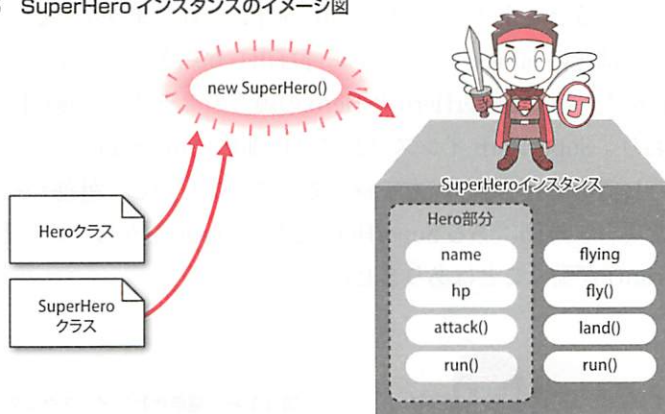 SuperHero インスタンスのイメージ図
new SuperHero()
J
SuperHeroインスタンス
Heroクラス
SuperHero
クラス
Hero部分
name
hp
attack()
run()
flying
fly()
land()
run()